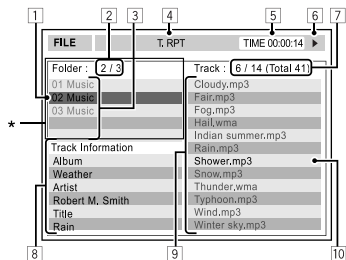 1 2 3 4 5 6 7
FILE T. RPT TIME 00:00:14
Folder : 2 / 3 Track : 6 / 14 (Total 41)
01 Music
02 Music
03 Music
*
Cloudy.mp3
Fair.mp3
Fog.mp3
Hail.wma
Indian summer.mp3
Rain.mp3
Shower.mp3
Snow.mp3
Thunder.wma
Typhoon.mp3
Wind.mp3
Winter sky.mp3
Track Information
Album
Weather
Artist
Robert M. Smith
Title
Rain
8 9 10